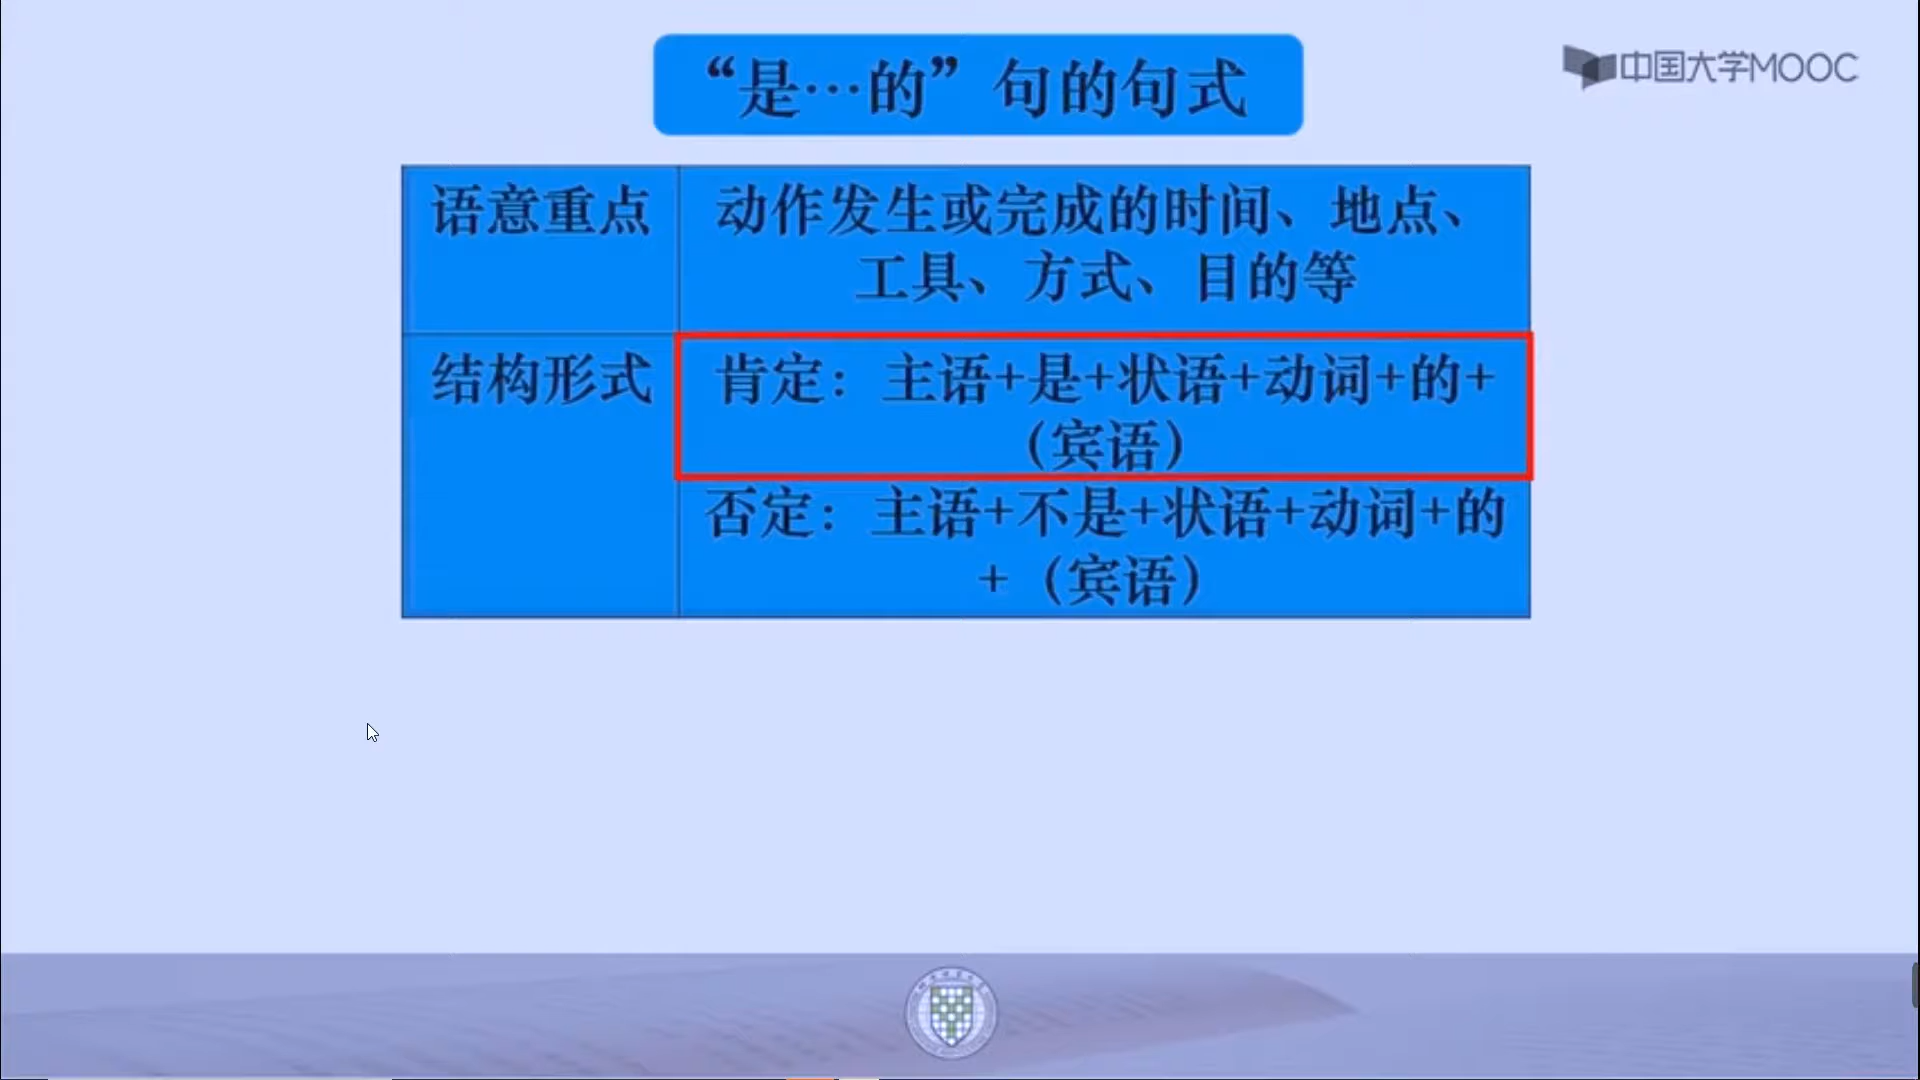 “是…的”句的句式
中国大学MOOC
语意重点
动作发生或完成的时间、地点、
工具、方式、目的等
结构形式
肯定：主语+是+状语+动词+的+
（宾语）
否定：主语+不是+状语+动词+的
+（宾语）